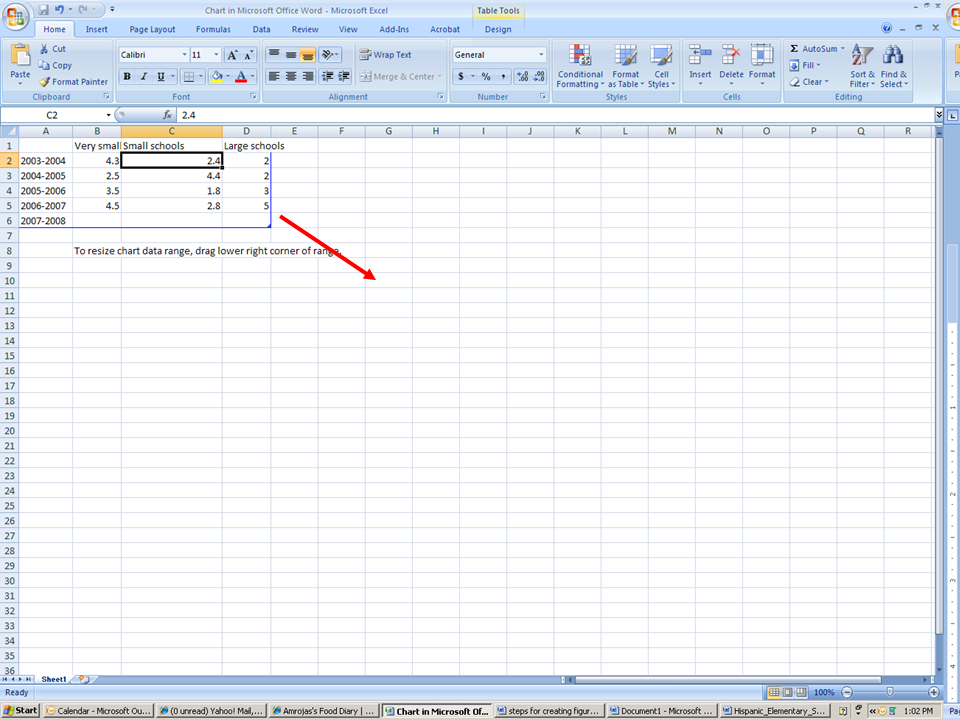 Chart in Microsoft Office Word - Microsoft Excel
Table Tools
Home Insert Page Layout Formulas Data Review View Add-Ins Acrobat Design
Paste
Cut
Copy
Format Painter
Clipboard
Calibri 11
B I U
Font
Wrap Text
Merge & Center
Alignment
General
$ % ,
Number
Conditional Formatting
Format as Table
Cell Styles
Styles
Insert Delete Format
Cells
Σ AutoSum
Fill
Clear
Sort & Filter
Find & Select
Editing
C2 fx 2.4
A B C D E F G H I J K L M N O P Q R
1 Very small Small schools Large schools
2 2003-2004 4.3 2.4 2
3 2004-2005 2.5 4.4 2
4 2005-2006 3.5 1.8 3
5 2006-2007 4.5 2.8 5
6 2007-2008
7
8 To resize chart data range, drag lower right corner of range.
9
10
11
12
13
14
15
16
17
18
19
20
21
22
23
24
25
26
27
28
29
30
31
32
33
34
35
36
Sheet1
Ready 100%
Start Calendar - Microsoft Ou... (0 unread) Yahoo! Mail,... Amrojas's Food Diary | ... Chart in Microsoft Of... steps for creating figur... Document1 - Microsoft ... Hispanic_Elementary_S... 1:02 PM